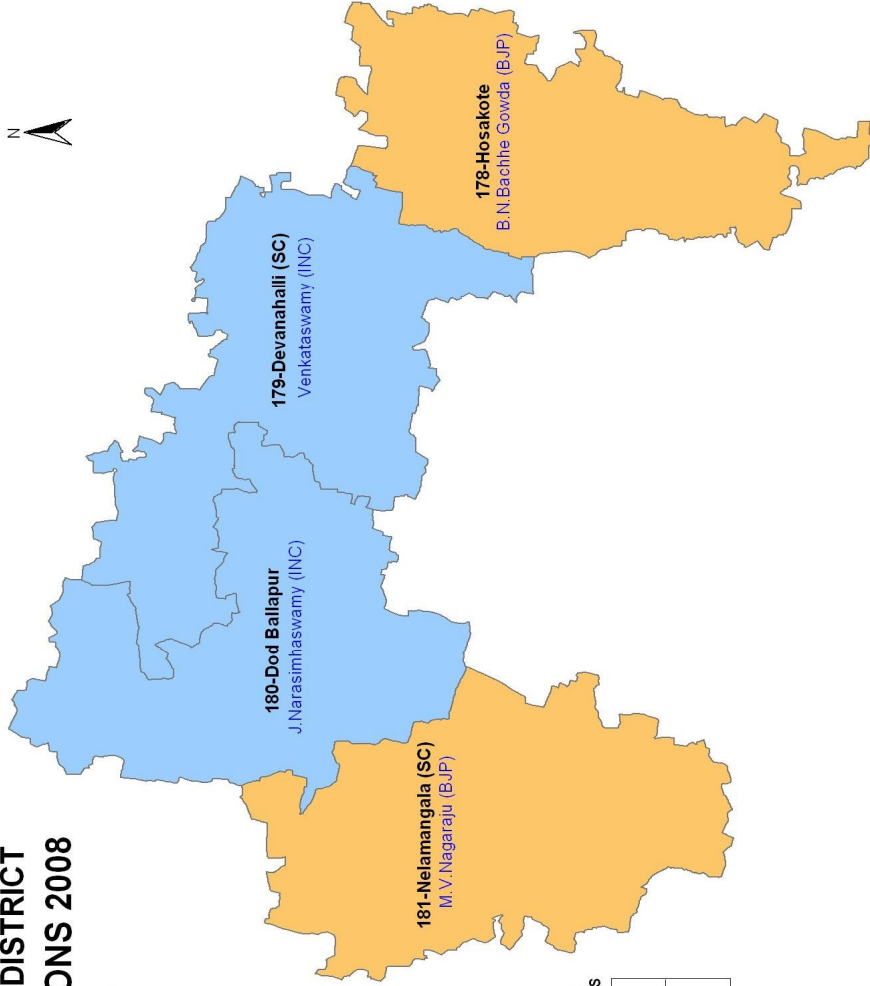 DISTRICT
ONS 2008
N
178-Hosakote
B.N.Bachhe Gowda (BJP)
179-Devanahalli (SC)
Venkataswamy (INC)
180-Dod Ballapur
J.Narasimhaswamy (INC)
181-Nelamangala (SC)
M.V.Nagaraju (BJP)
s